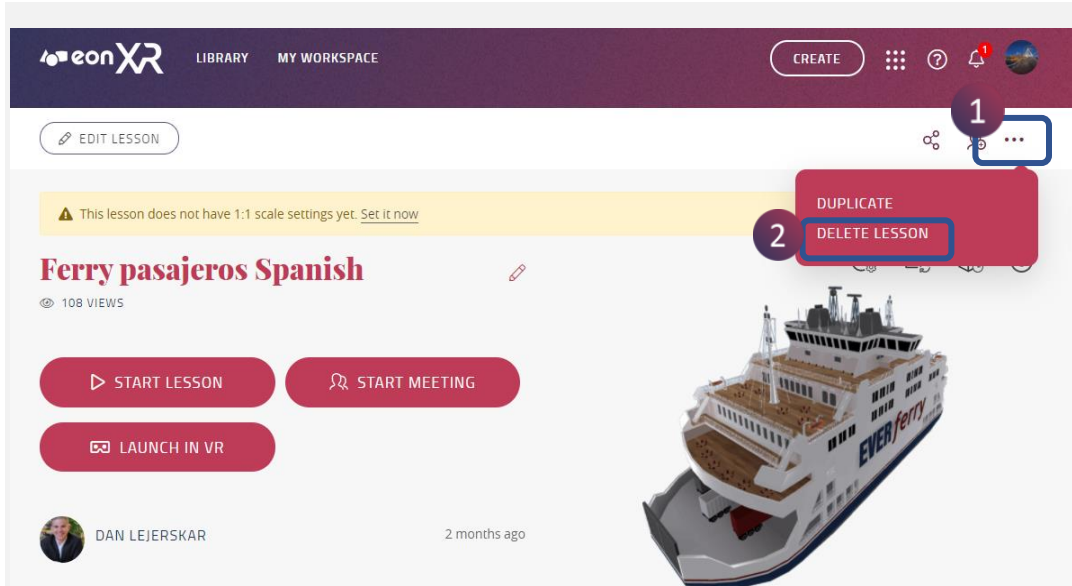 eonXR LIBRARY MY WORKSPACE CREATE 1
EDIT LESSON 1
This lesson does not have 1:1 scale settings yet. Set it now
DUPLICATE
2 DELETE LESSON
Ferry pasajeros Spanish
108 VIEWS
START LESSON START MEETING
LAUNCH IN VR
EVERferry
DAN LEJERSKAR 2 months ago